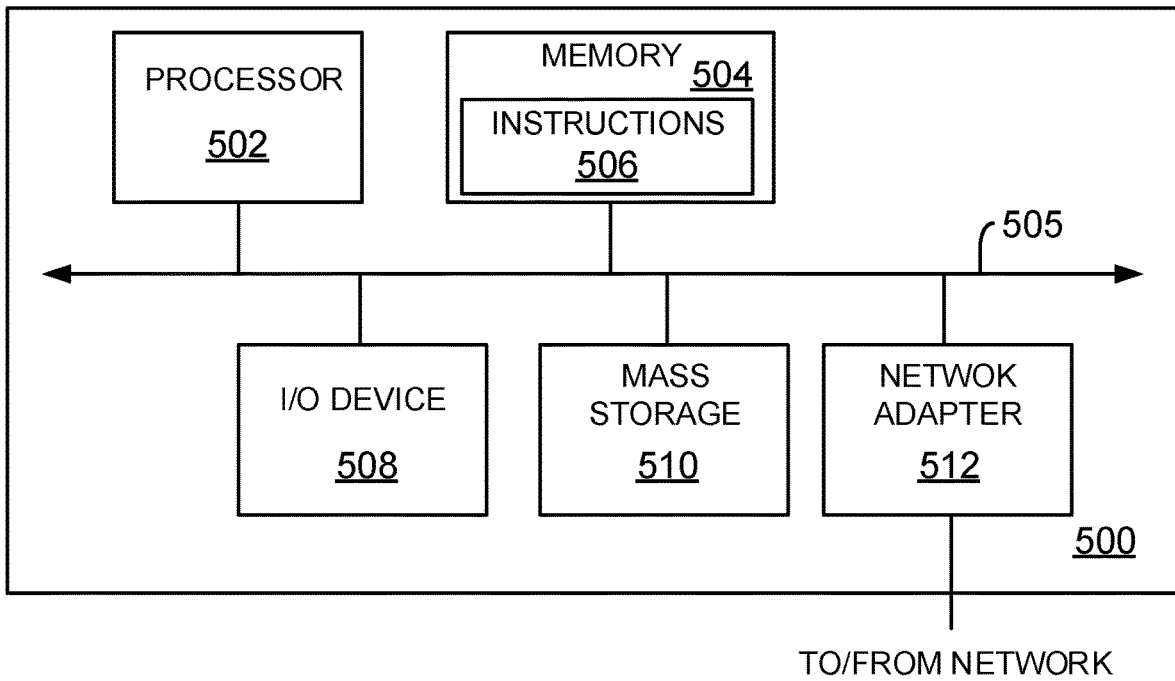 PROCESSOR
502
MEMORY
504
INSTRUCTIONS
506
505
I/O DEVICE
508
MASS
STORAGE
510
NETWOK
ADAPTER
512
500
TO/FROM NETWORK